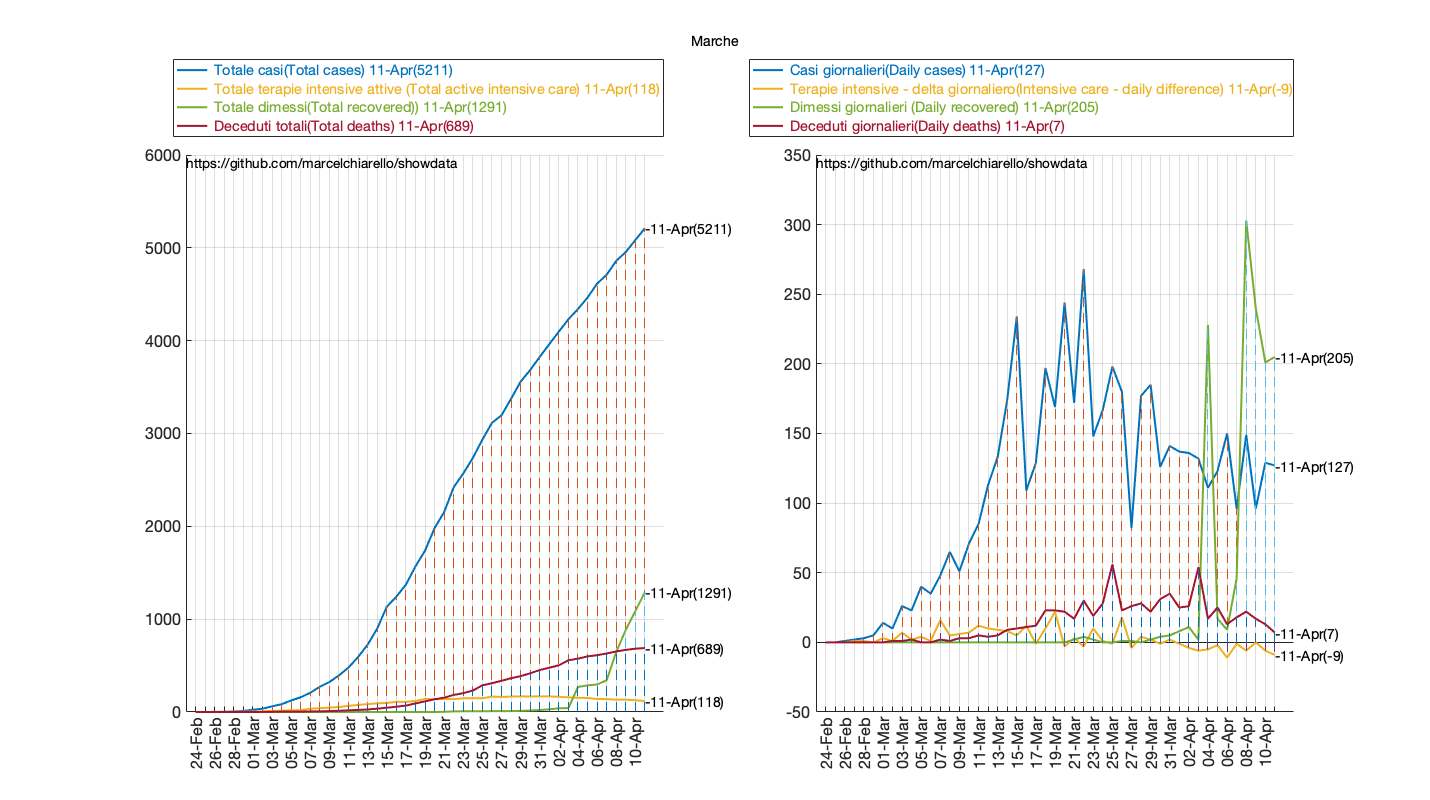 Marche
Totale casi(Total cases) 11-Apr(5211)
Totale terapie intensive attive (Total active intensive care) 11-Apr(118)
Totale dimessi(Total recovered)) 11-Apr(1291)
Deceduti totali(Total deaths) 11-Apr(689)
https://github.com/marcelchiarello/showdata
6000
5000
4000
3000
2000
1000
0
11-Apr(5211)
11-Apr(1291)
11-Apr(689)
11-Apr(118)
24-Feb
26-Feb
28-Feb
01-Mar
03-Mar
05-Mar
07-Mar
09-Mar
11-Mar
13-Mar
15-Mar
17-Mar
19-Mar
21-Mar
23-Mar
25-Mar
27-Mar
29-Mar
31-Mar
02-Apr
04-Apr
06-Apr
08-Apr
10-Apr
Casi giornalieri(Daily cases) 11-Apr(127)
Terapie intensive - delta giornaliero(Intensive care - daily difference) 11-Apr(-9)
Dimessi giornalieri (Daily recovered) 11-Apr(205)
Deceduti giornalieri(Daily deaths) 11-Apr(7)
https://github.com/marcelchiarello/showdata
350
300
250
200
150
100
50
0
-50
11-Apr(205)
11-Apr(127)
11-Apr(7)
11-Apr(-9)
24-Feb
26-Feb
28-Feb
01-Mar
03-Mar
05-Mar
07-Mar
09-Mar
11-Mar
13-Mar
15-Mar
17-Mar
19-Mar
21-Mar
23-Mar
25-Mar
27-Mar
29-Mar
31-Mar
02-Apr
04-Apr
06-Apr
08-Apr
10-Apr